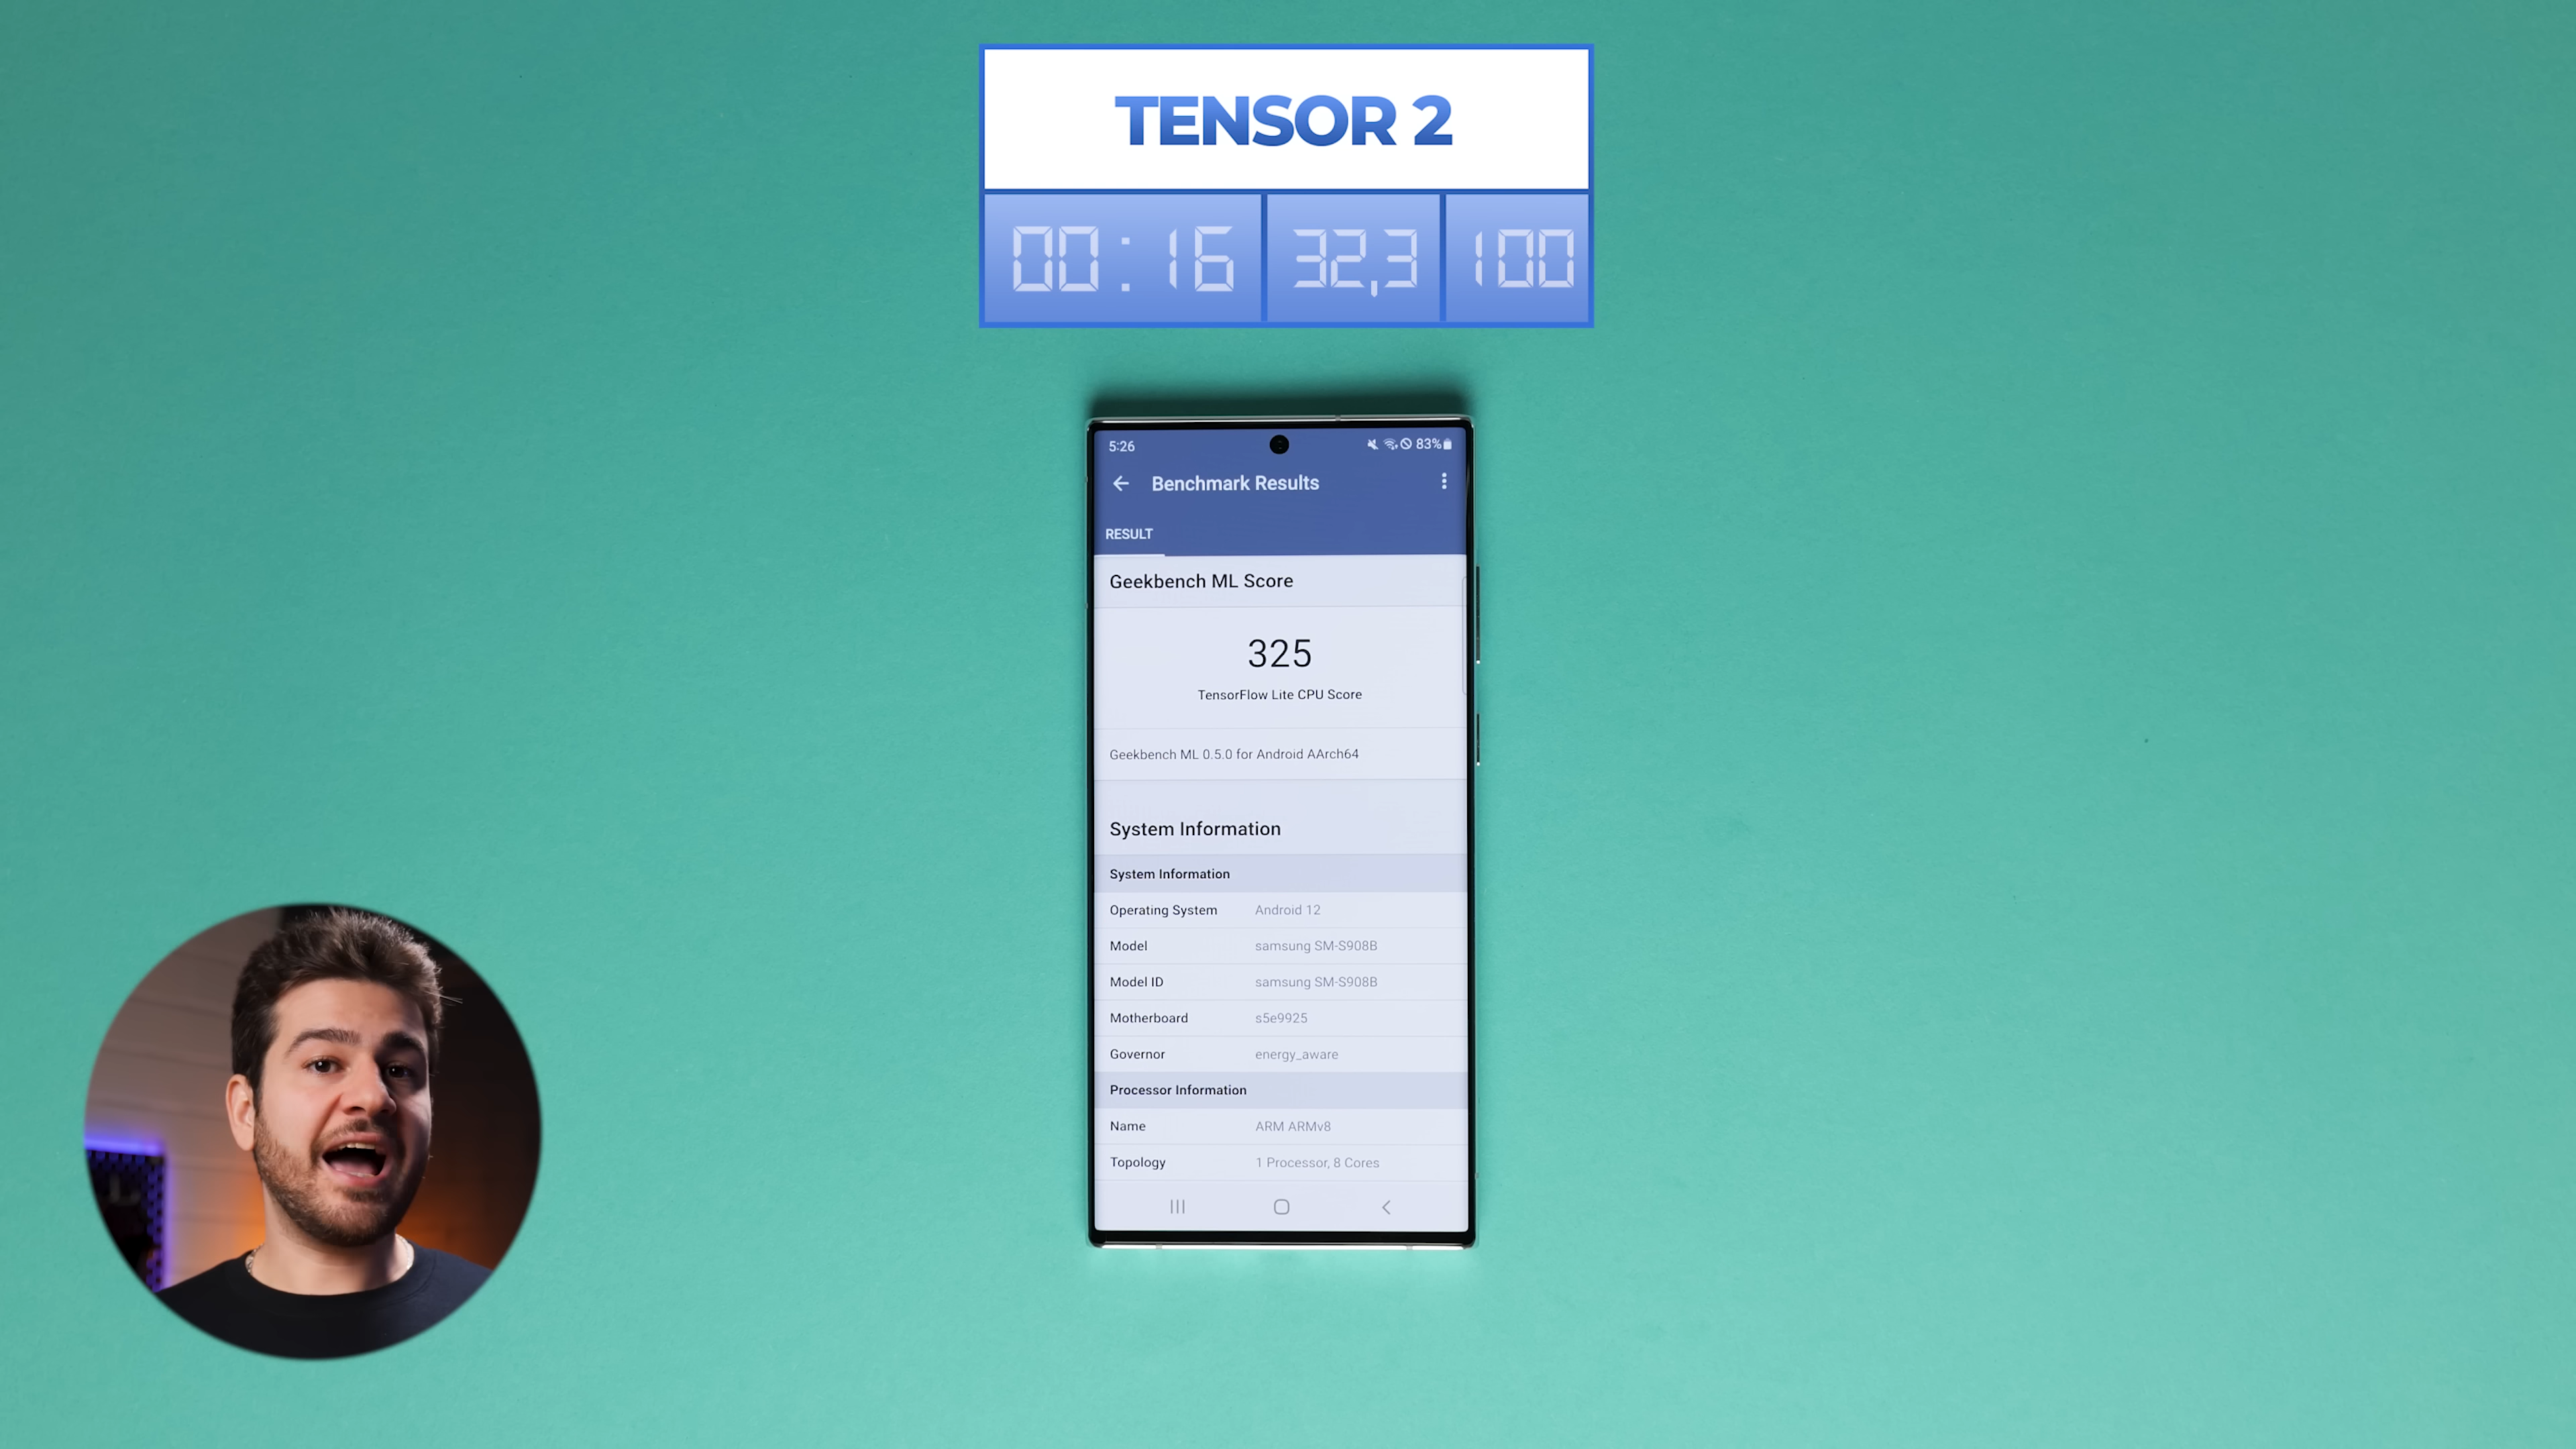 TENSOR 2
00:16 32,3 100
5:26 83%
Benchmark Results
RESULT
Geekbench ML Score
325
TensorFlow Lite CPU Score
Geekbench ML 0.5.0 for Android AArch64
System Information
System Information
Operating System Android 12
Model samsung SM-S908B
Model ID samsung SM-S908B
Motherboard s5e9925
Governor energy_aware
Processor Information
Name ARM ARMv8
Topology 1 Processor, 8 Cores